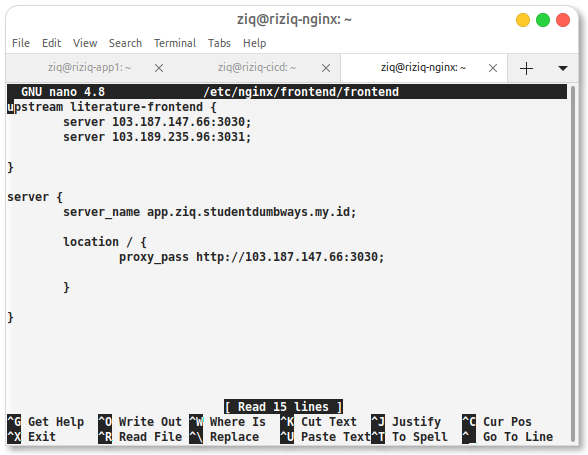 ziq@riziq-nginx: ~
File Edit View Search Terminal Tabs Help
ziq@riziq-app1: ~ ziq@riziq-cicd: ~ ziq@riziq-nginx: ~
GNU nano 4.8 /etc/nginx/frontend/frontend
upstream literature-frontend {
server 103.187.147.66:3030;
server 103.189.235.96:3031;
}
server {
server_name app.ziq.studentdumbways.my.id;
location / {
proxy_pass http://103.187.147.66:3030;
}
}
[ Read 15 lines ]
^G Get Help ^O Write Out ^W Where Is ^K Cut Text ^J Justify ^C Cur Pos
^X Exit ^R Read File ^\ Replace ^U Paste Text ^T To Spell ^_ Go To Line